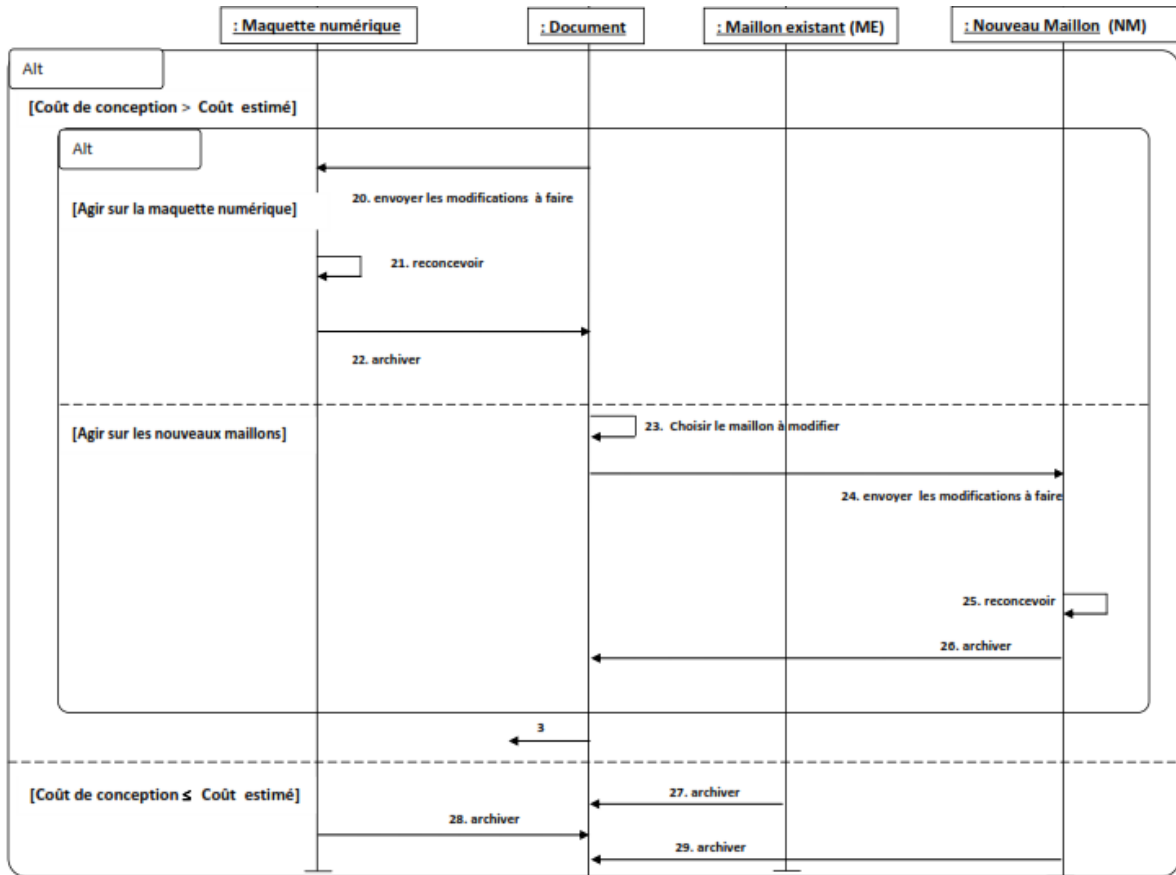 : Maquette numérique
: Document
: Maillon existant (ME)
: Nouveau Maillon (NM)
Alt
[Coût de conception > Coût estimé]
Alt
20. envoyer les modifications à faire
[Agir sur la maquette numérique]
21. reconcevoir
22. archiver
23. Choisir le maillon à modifier
[Agir sur les nouveaux maillons]
24. envoyer les modifications à faire
25. reconcevoir
26. archiver
3
[Coût de conception ≤ Coût estimé]
27. archiver
28. archiver
29. archiver